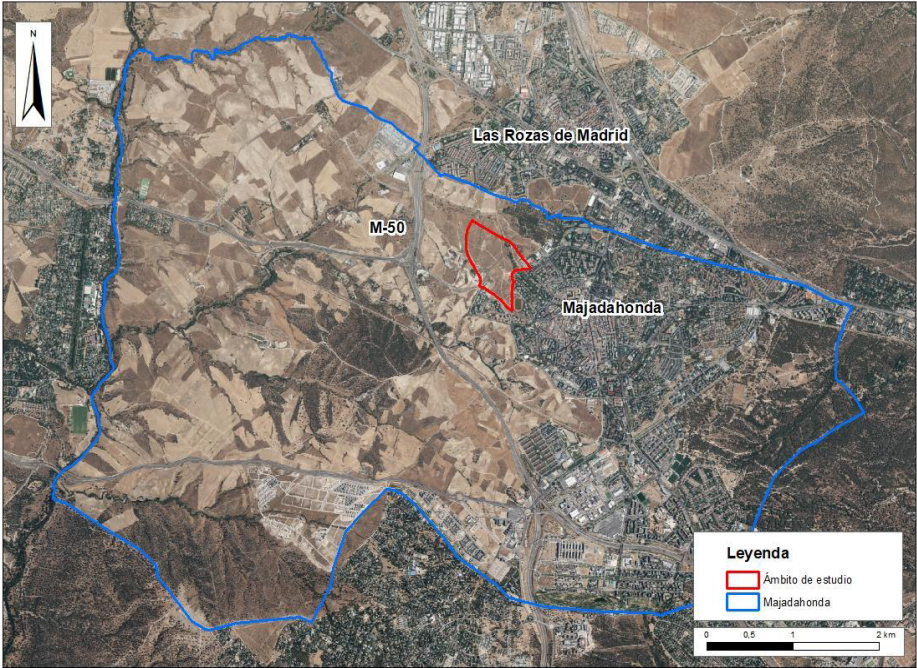 N
Las Rozas de Madrid
M-50
Majadahonda
Leyenda
Ámbito de estudio
Majadahonda
0 0,5 1 2 km